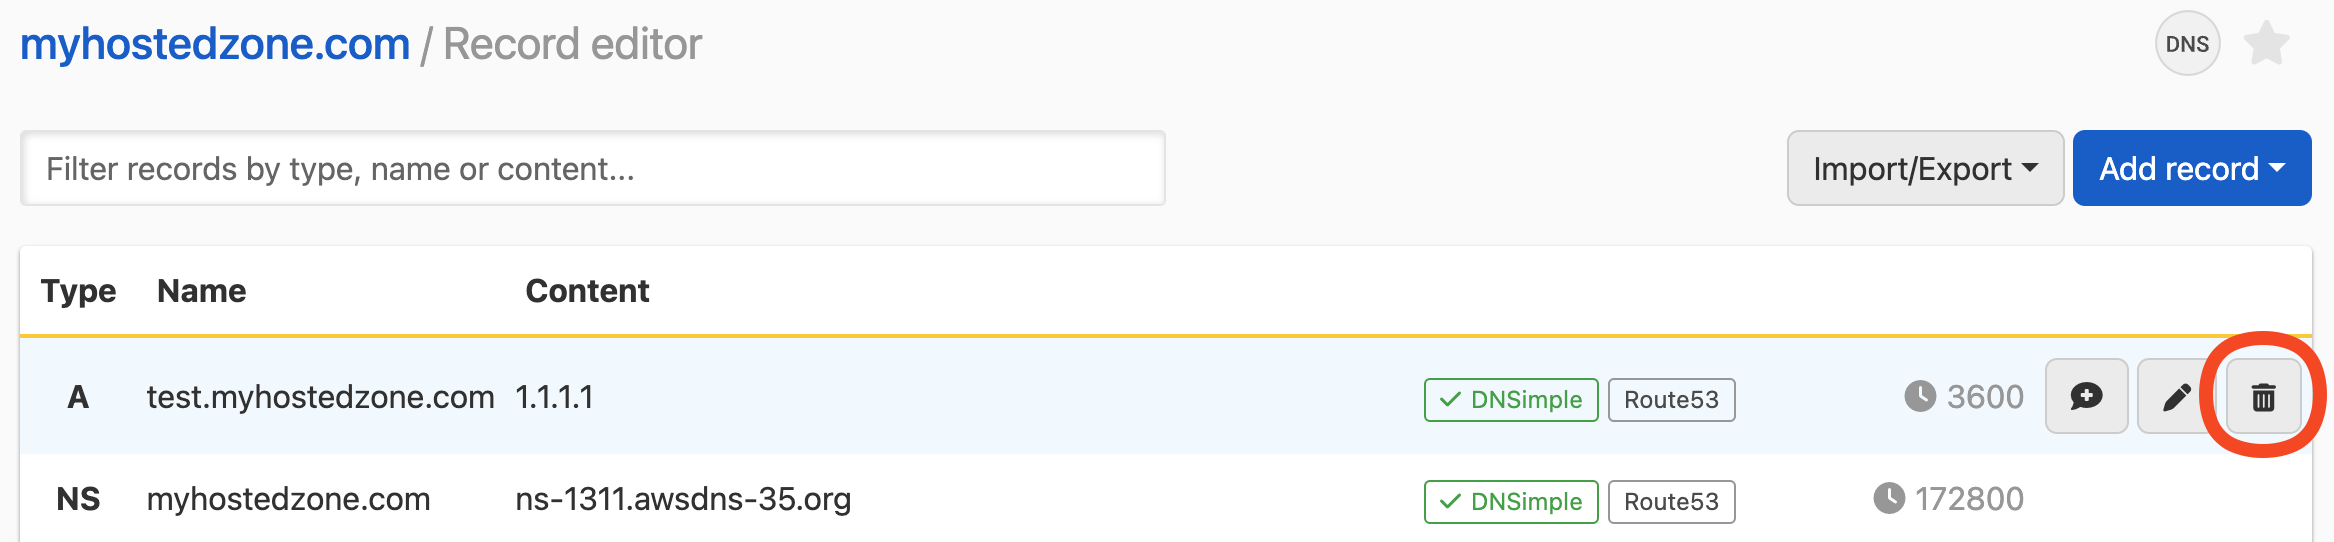 myhostedzone.com / Record editor DNS
Filter records by type, name or content... Import/Export Add record
Type Name Content
A test.myhostedzone.com 1.1.1.1 DNSimple Route53 3600
NS myhostedzone.com ns-1311.awsdns-35.org DNSimple Route53 172800